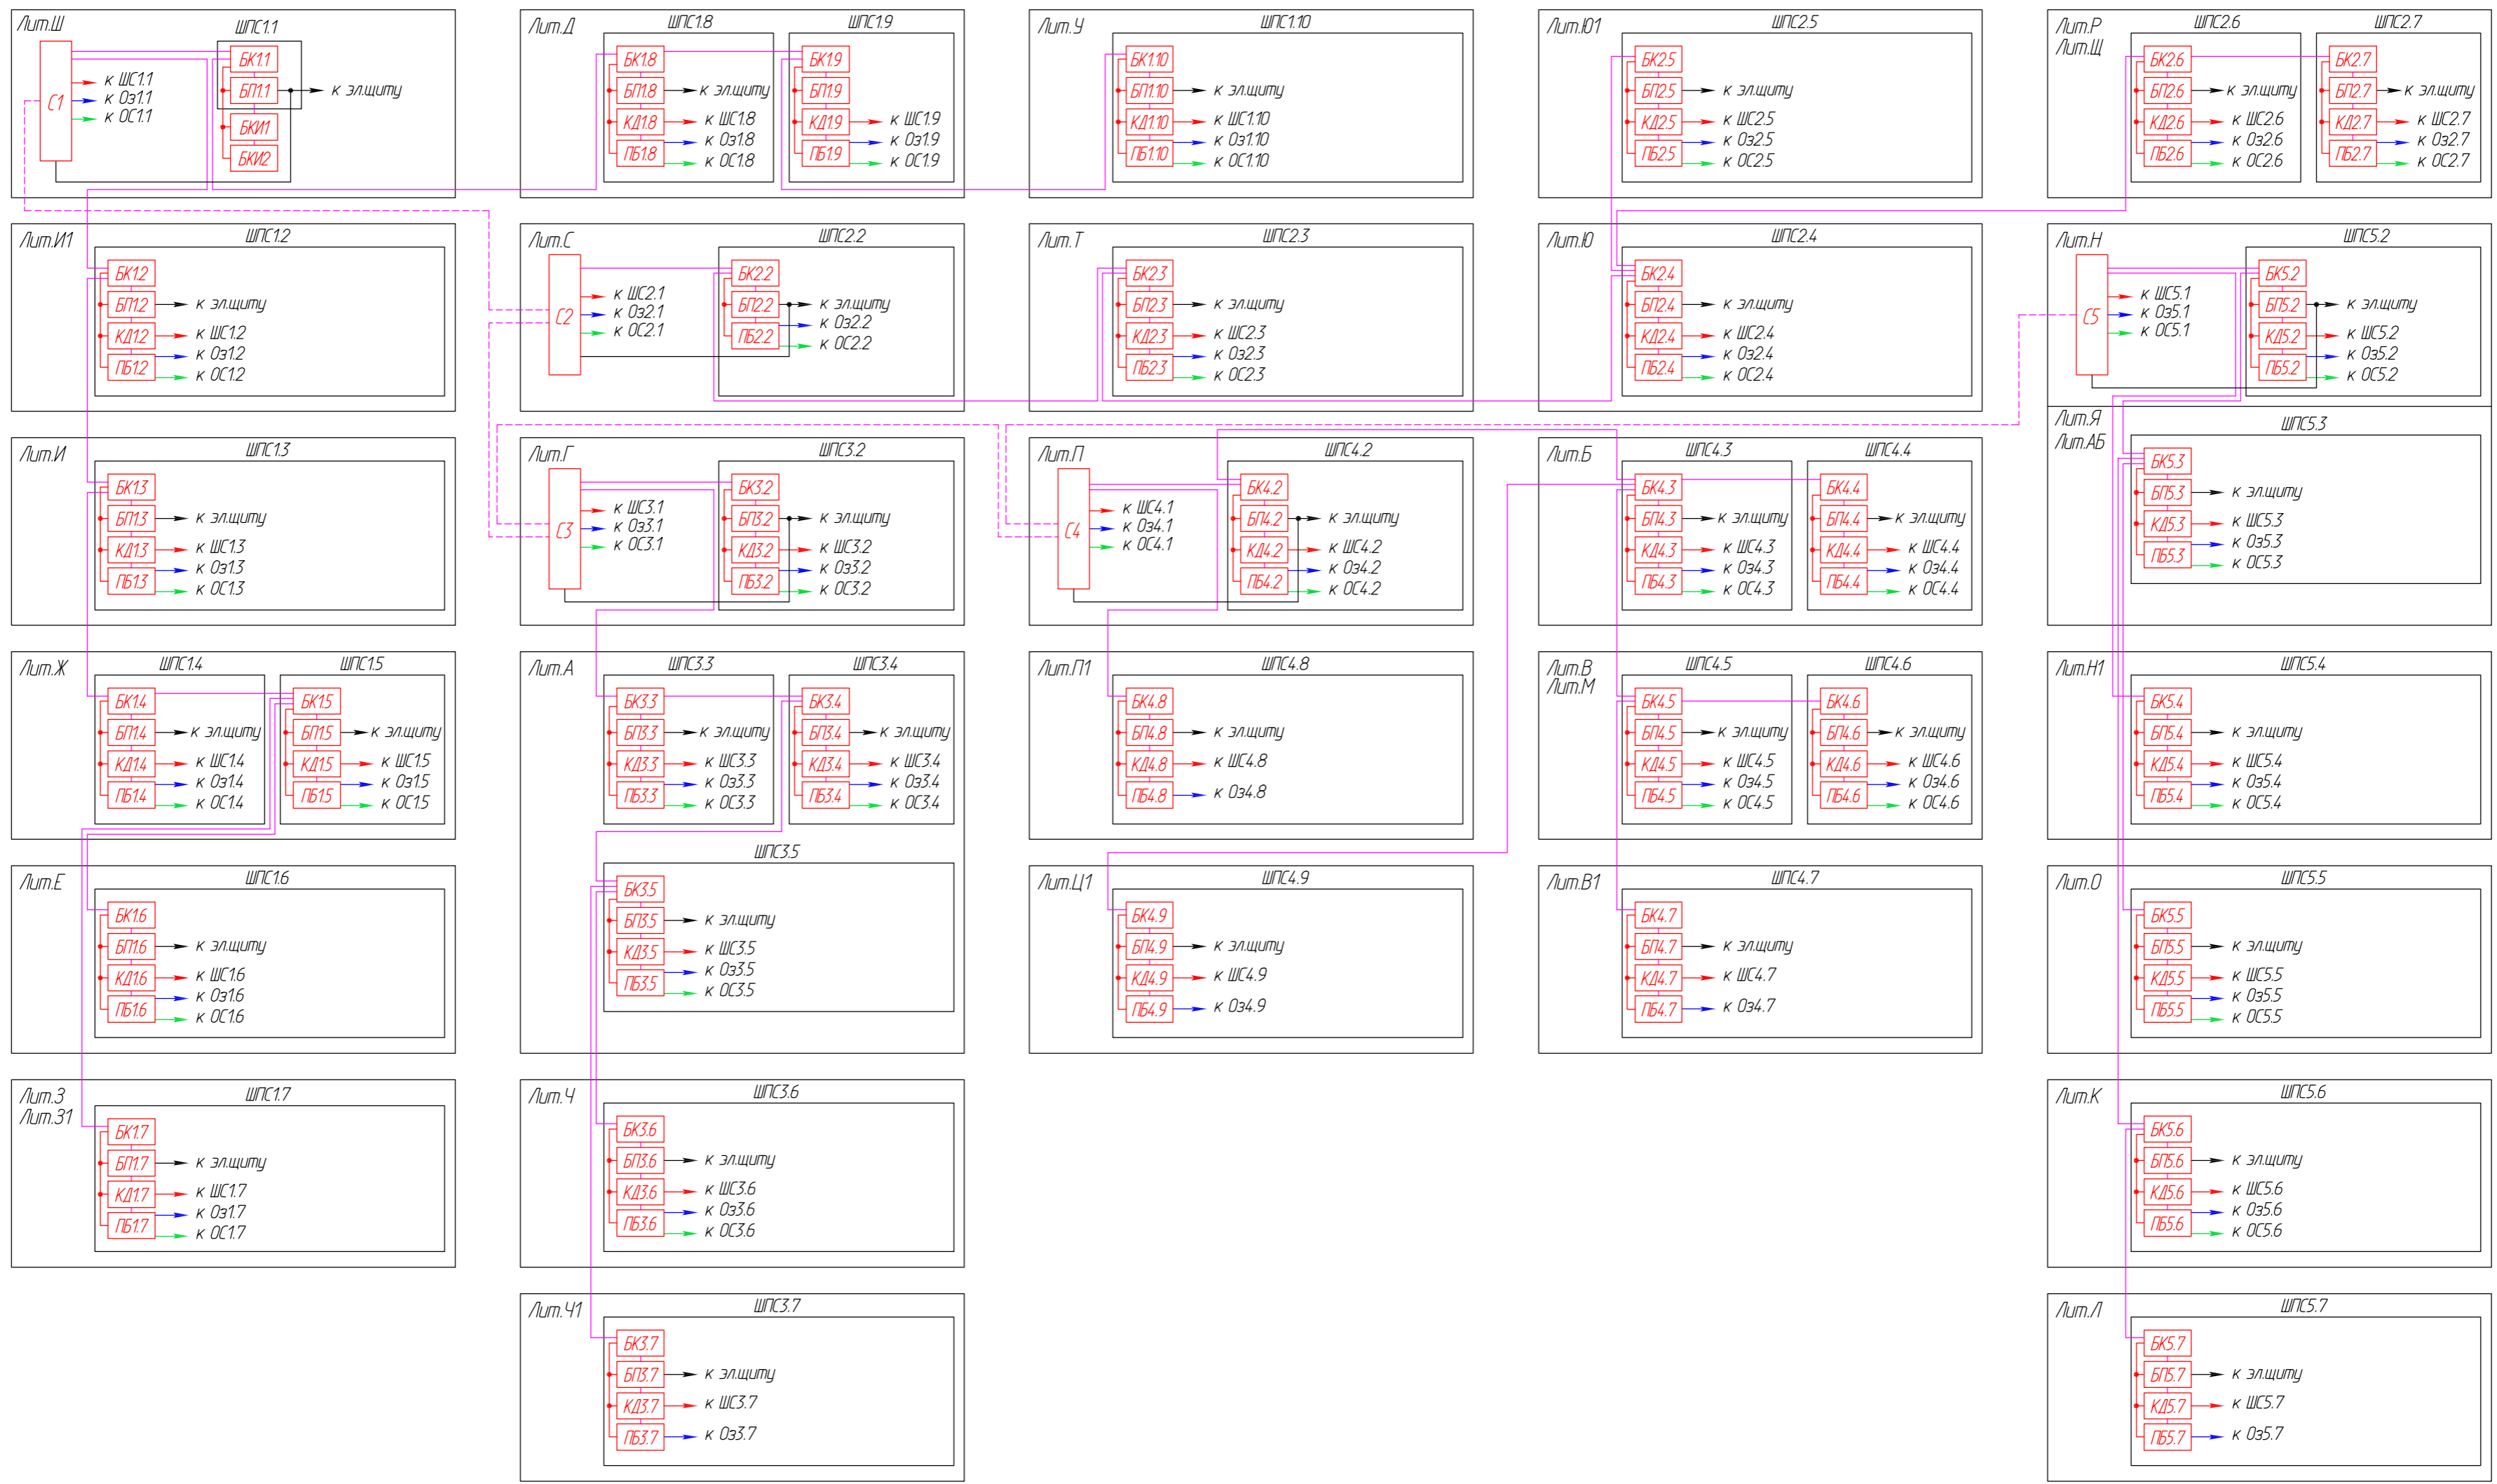 Лит.Ш
ШПС1.1
С1
к ШС1.1
к Оз1.1
к ОС1.1
БК1.1
БП1.1
к эл.щиту
БКИ1
БКИ2
Лит.Д
ШПС1.8
БК1.8
БП1.8
к эл.щиту
КД1.8
к ШС1.8
к Оз1.8
ПБ1.8
к ОС1.8
ШПС1.9
БК1.9
БП1.9
КД1.9
к ШС1.9
к Оз1.9
ПБ1.9
к ОС1.9
Лит.У
ШПС1.10
БК1.10
БП1.10
к эл.щиту
КД1.10
к ШС1.10
к Оз1.10
ПБ1.10
к ОС1.10
Лит.Ю1
ШПС2.5
БК2.5
БП2.5
к эл.щиту
КД2.5
к ШС2.5
к Оз2.5
ПБ2.5
к ОС2.5
Лит.Р
Лит.Щ
ШПС2.6
БК2.6
БП2.6
к эл.щиту
КД2.6
к ШС2.6
к Оз2.6
ПБ2.6
к ОС2.6
ШПС2.7
БК2.7
БП2.7
к эл.щиту
КД2.7
к ШС2.7
к Оз2.7
ПБ2.7
к ОС2.7
Лит.И1
ШПС1.2
БК1.2
БП1.2
к эл.щиту
КД1.2
к ШС1.2
к Оз1.2
ПБ1.2
к ОС1.2
Лит.С
ШПС2.2
С2
к ШС2.1
к Оз2.1
к ОС2.1
БК2.2
БП2.2
к эл.щиту
к Оз2.2
ПБ2.2
к ОС2.2
Лит.Т
ШПС2.3
БК2.3
БП2.3
к эл.щиту
КД2.3
к ШС2.3
к Оз2.3
ПБ2.3
к ОС2.3
Лит.Ю
ШПС2.4
БК2.4
БП2.4
к эл.щиту
КД2.4
к ШС2.4
к Оз2.4
ПБ2.4
к ОС2.4
Лит.Н
ШПС5.2
С5
к ШС5.1
к Оз5.1
к ОС5.1
БК5.2
БП5.2
к эл.щиту
КД5.2
к ШС5.2
к Оз5.2
ПБ5.2
к ОС5.2
Лит.Я
Лит.АБ
ШПС5.3
БК5.3
БП5.3
к эл.щиту
КД5.3
к ШС5.3
к Оз5.3
ПБ5.3
к ОС5.3
Лит.И
ШПС1.3
БК1.3
БП1.3
к эл.щиту
КД1.3
к ШС1.3
к Оз1.3
ПБ1.3
к ОС1.3
Лит.Г
ШПС3.2
С3
к ШС3.1
к Оз3.1
к ОС3.1
БК3.2
БП3.2
к эл.щиту
КД3.2
к ШС3.2
к Оз3.2
ПБ3.2
к ОС3.2
Лит.П
ШПС4.2
С4
к ШС4.1
к Оз4.1
к ОС4.1
БК4.2
БП4.2
к эл.щиту
КД4.2
к ШС4.2
к Оз4.2
ПБ4.2
к ОС4.2
Лит.Б
ШПС4.3
БК4.3
БП4.3
к эл.щиту
КД4.3
к ШС4.3
к Оз4.3
ПБ4.3
к ОС4.3
ШПС4.4
БК4.4
БП4.4
к эл.щиту
КД4.4
к ШС4.4
к Оз4.4
ПБ4.4
к ОС4.4
Лит.Ж
ШПС1.4
БК1.4
БП1.4
к эл.щиту
КД1.4
к ШС1.4
к Оз1.4
ПБ1.4
к ОС1.4
ШПС1.5
БК1.5
БП1.5
к эл.щиту
КД1.5
к ШС1.5
к Оз1.5
ПБ1.5
к ОС1.5
Лит.А
ШПС3.3
БК3.3
БП3.3
к эл.щиту
КД3.3
к ШС3.3
к Оз3.3
ПБ3.3
к ОС3.3
ШПС3.4
БК3.4
БП3.4
к эл.щиту
КД3.4
к ШС3.4
к Оз3.4
ПБ3.4
к ОС3.4
ШПС3.5
БК3.5
БП3.5
к эл.щиту
КД3.5
к ШС3.5
к Оз3.5
ПБ3.5
к ОС3.5
Лит.П1
ШПС4.8
БК4.8
БП4.8
к эл.щиту
КД4.8
к ШС4.8
ПБ4.8
к Оз4.8
Лит.В
Лит.М
ШПС4.5
БК4.5
БП4.5
к эл.щиту
КД4.5
к ШС4.5
к Оз4.5
ПБ4.5
к ОС4.5
ШПС4.6
БК4.6
БП4.6
к эл.щиту
КД4.6
к ШС4.6
к Оз4.6
ПБ4.6
к ОС4.6
Лит.Н1
ШПС5.4
БК5.4
БП5.4
к эл.щиту
КД5.4
к ШС5.4
к Оз5.4
ПБ5.4
к ОС5.4
Лит.Е
ШПС1.6
БК1.6
БП1.6
к эл.щиту
КД1.6
к ШС1.6
к Оз1.6
ПБ1.6
к ОС1.6
Лит.Ц1
ШПС4.9
БК4.9
БП4.9
к эл.щиту
КД4.9
к ШС4.9
ПБ4.9
к Оз4.9
Лит.В1
ШПС4.7
БК4.7
БП4.7
к эл.щиту
КД4.7
к ШС4.7
ПБ4.7
к Оз4.7
Лит.О
ШПС5.5
БК5.5
БП5.5
к эл.щиту
КД5.5
к ШС5.5
к Оз5.5
ПБ5.5
к ОС5.5
Лит.З
Лит.З1
ШПС1.7
БК1.7
БП1.7
к эл.щиту
КД1.7
к ШС1.7
к Оз1.7
ПБ1.7
к ОС1.7
Лит.Ч
ШПС3.6
БК3.6
БП3.6
к эл.щиту
КД3.6
к ШС3.6
к Оз3.6
ПБ3.6
к ОС3.6
Лит.К
ШПС5.6
БК5.6
БП5.6
к эл.щиту
КД5.6
к ШС5.6
к Оз5.6
ПБ5.6
к ОС5.6
Лит.Ч1
ШПС3.7
БК3.7
БП3.7
к эл.щиту
КД3.7
к ШС3.7
ПБ3.7
к Оз3.7
Лит.Л
ШПС5.7
БК5.7
БП5.7
к эл.щиту
КД5.7
к ШС5.7
ПБ5.7
к Оз5.7